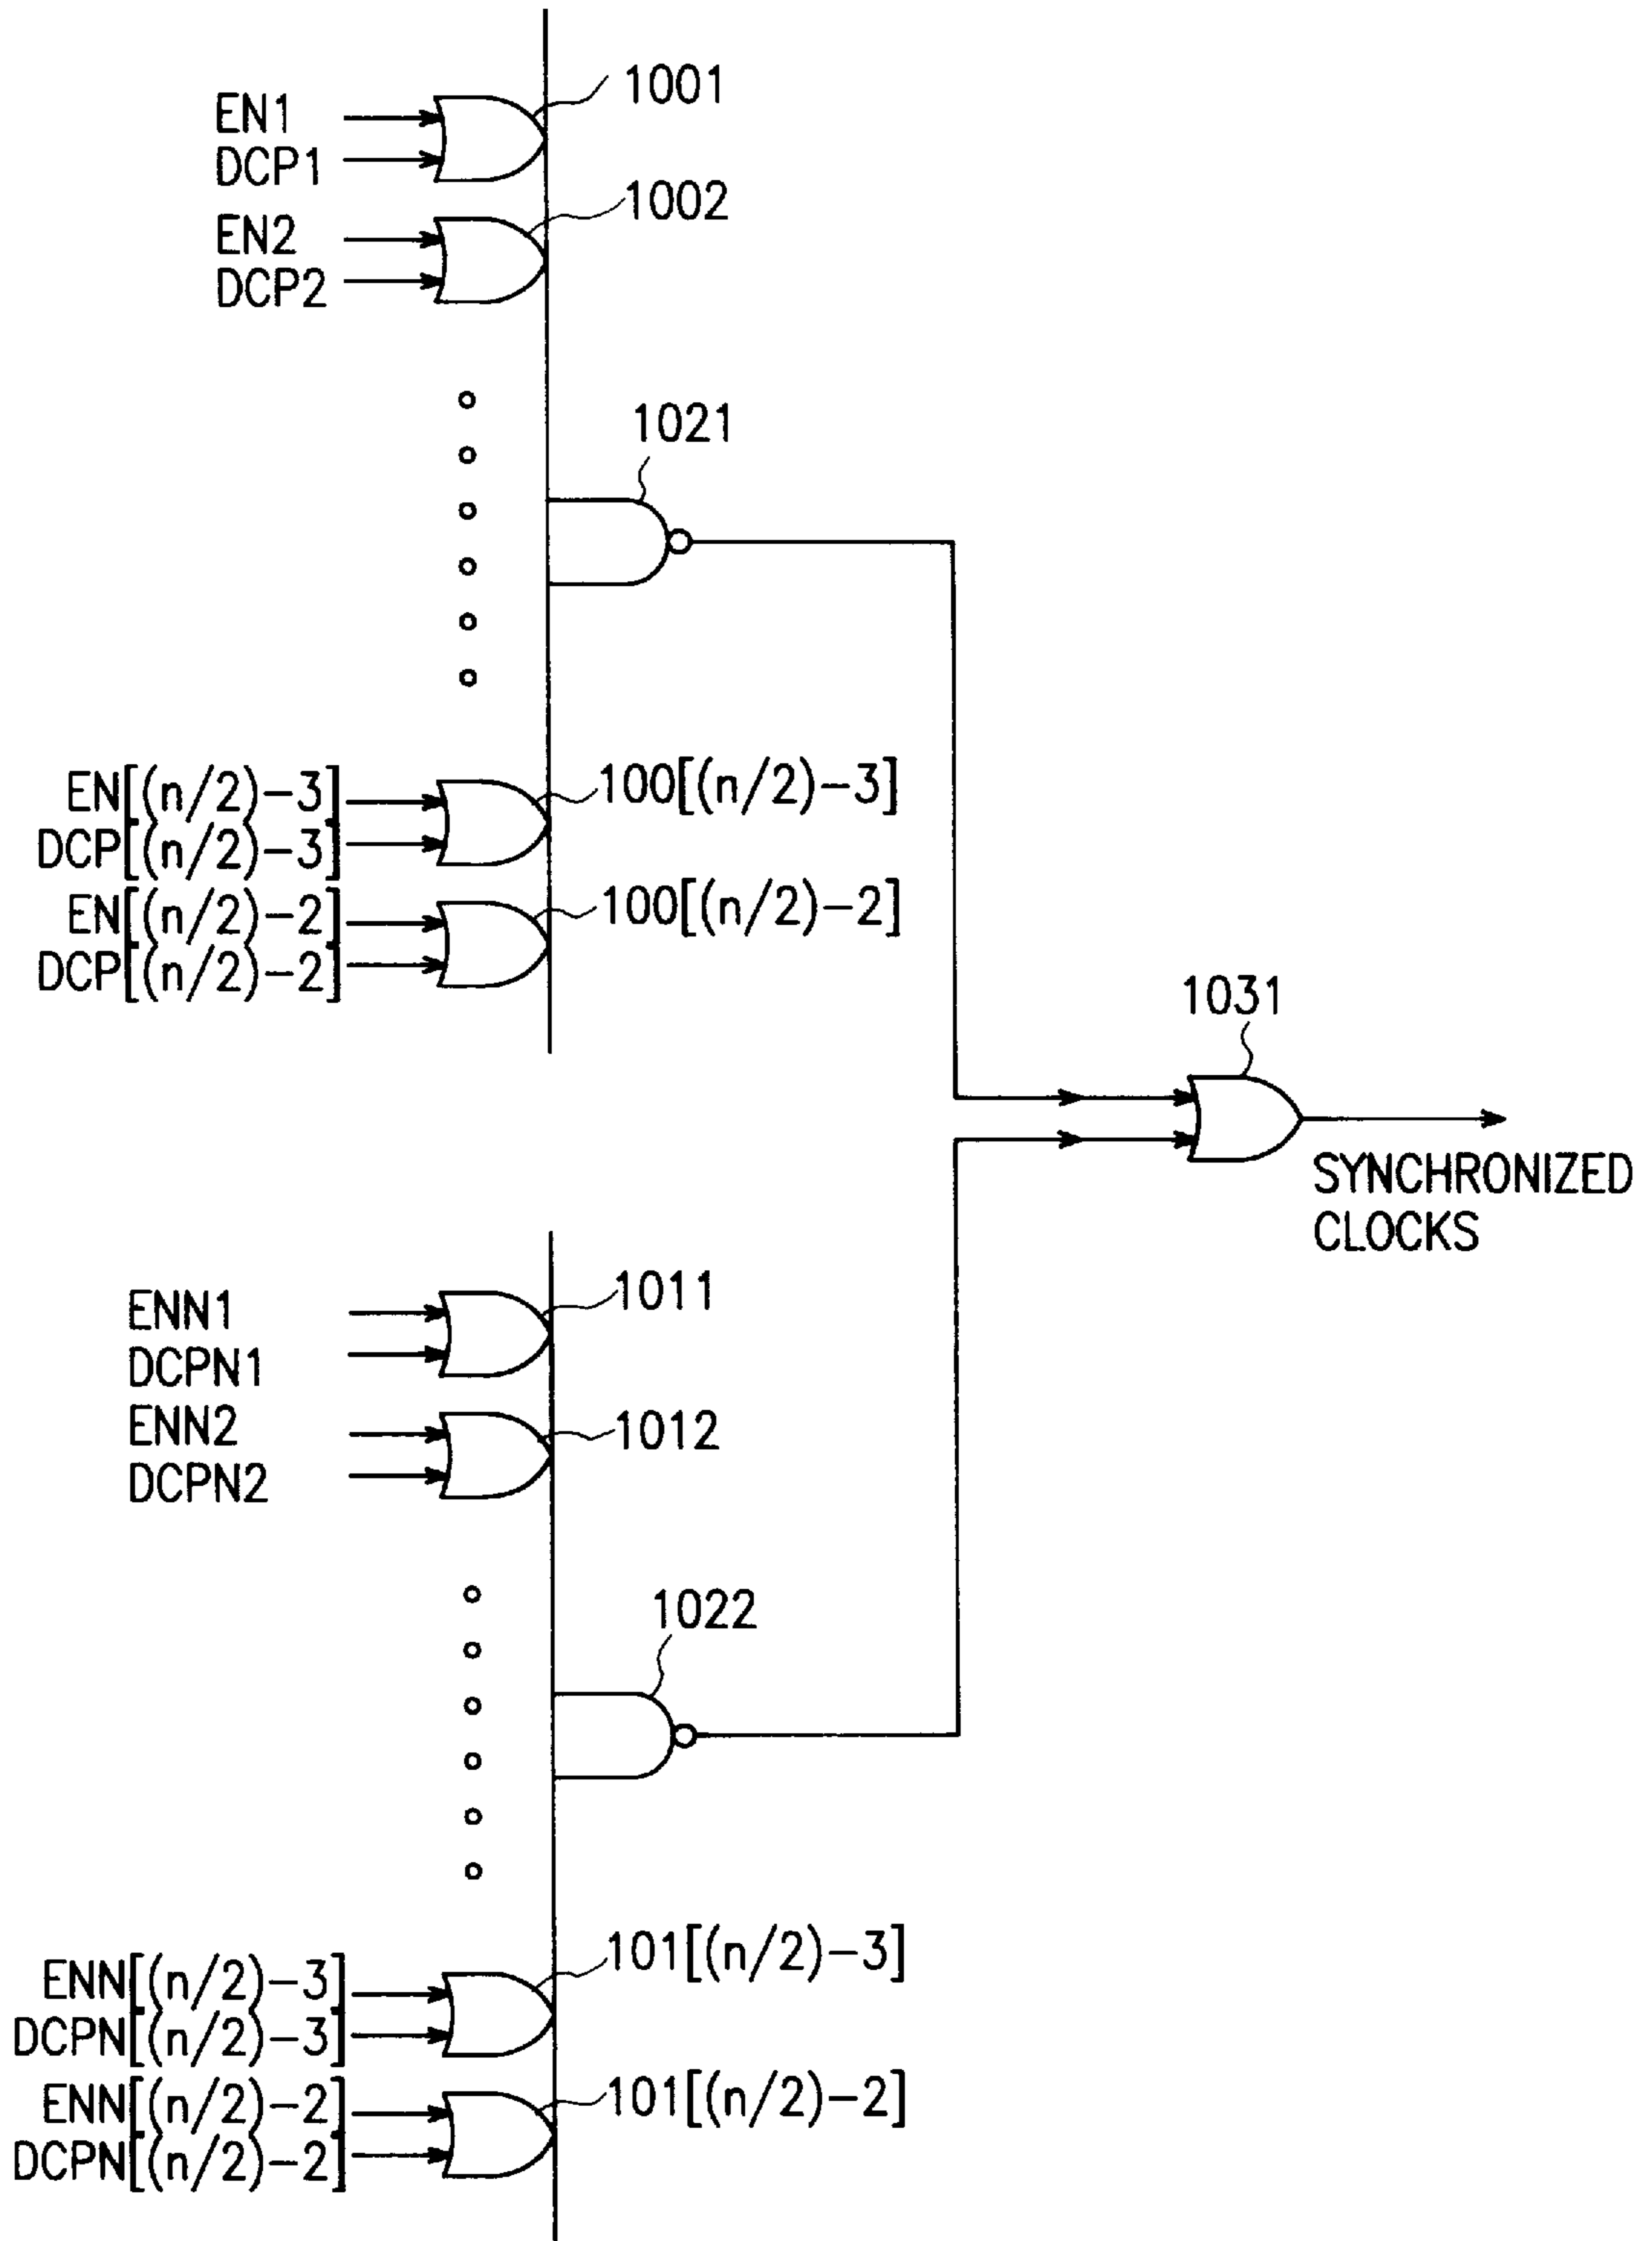 1001
EN1
DCP1
1002
EN2
DCP2
1021
EN[(n/2)-3]
100[(n/2)-3]
DCP[(n/2)-3]
EN[(n/2)-2]
100[(n/2)-2]
DCP[(n/2)-2]
1031
SYNCHRONIZED
CLOCKS
ENN1
1011
DCPN1
ENN2
1012
DCPN2
1022
ENN[(n/2)-3]
101[(n/2)-3]
DCPN[(n/2)-3]
ENN[(n/2)-2]
101[(n/2)-2]
DCPN[(n/2)-2]